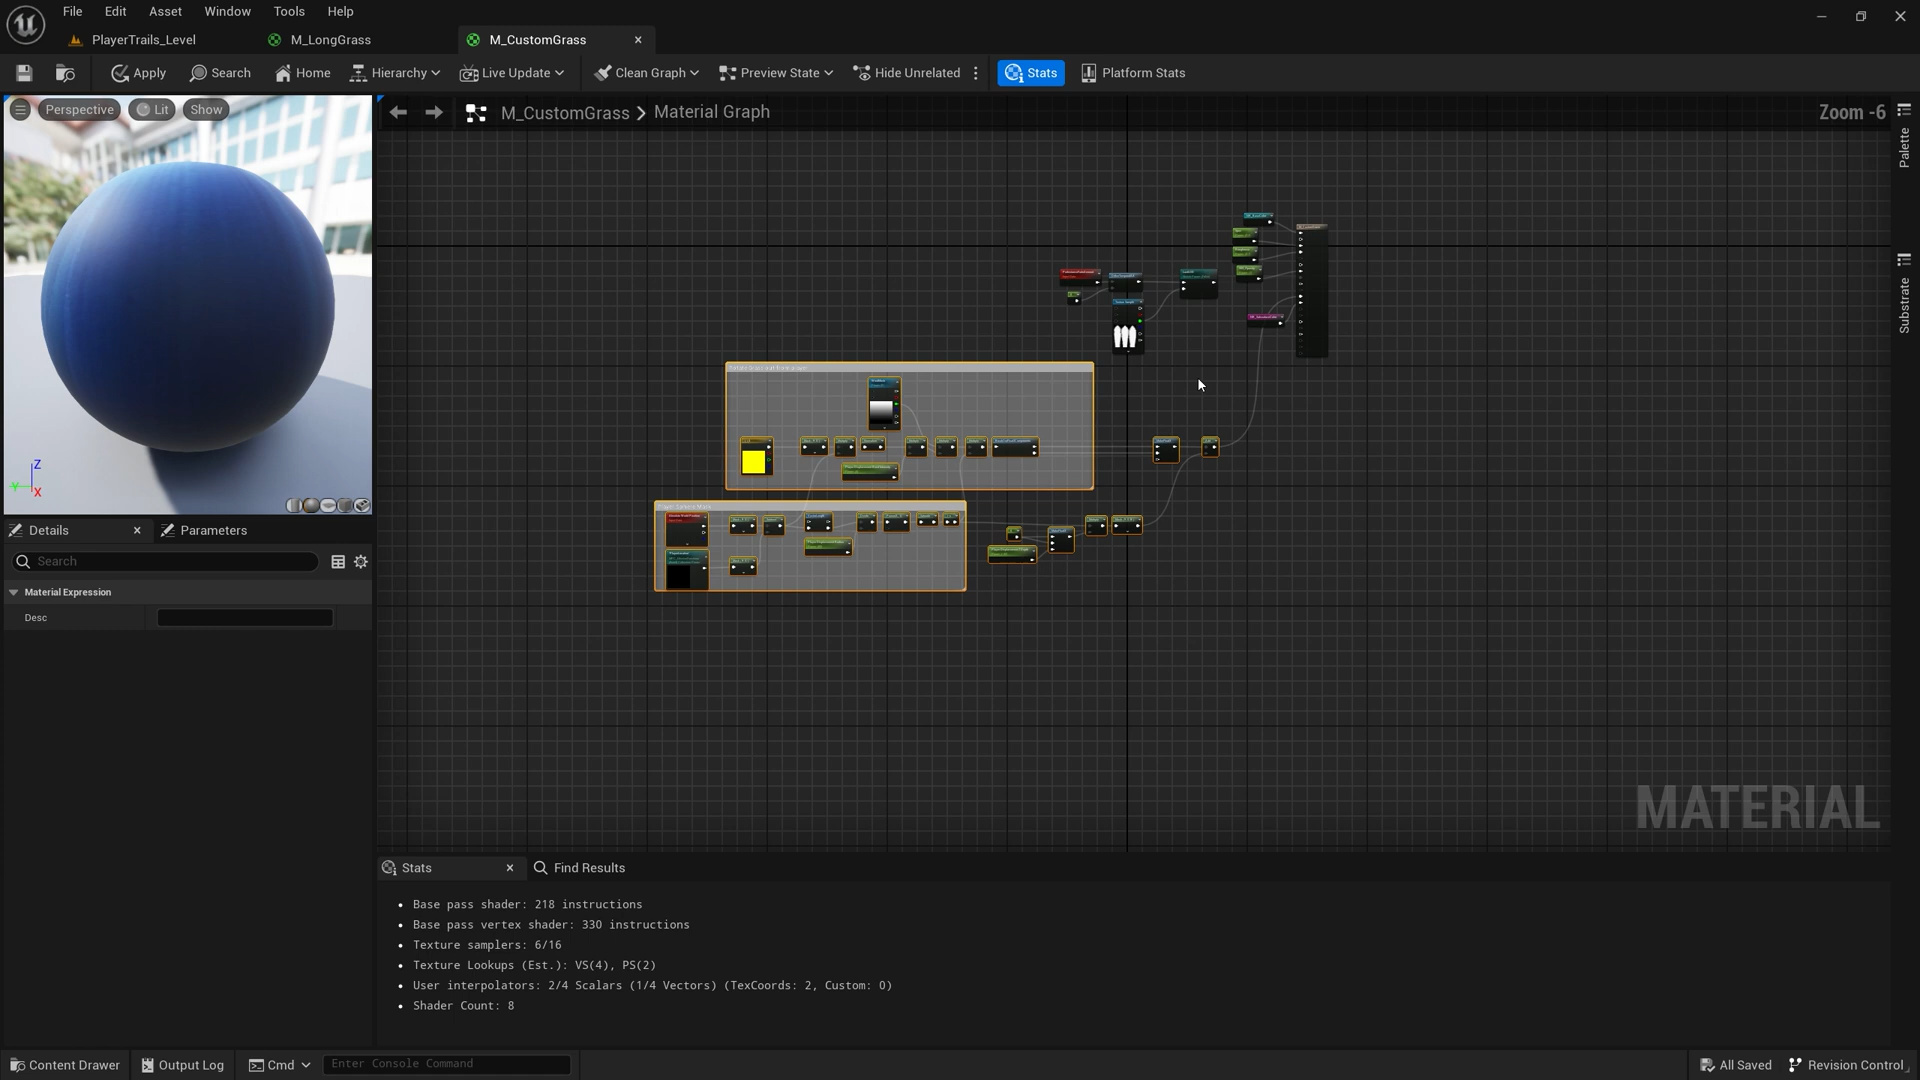 File Edit Asset Window Tools Help
PlayerTrails_Level M_LongGrass M_CustomGrass
Apply Search Home Hierarchy Live Update Clean Graph Preview State Hide Unrelated Stats Platform Stats
Perspective Lit Show
M_CustomGrass > Material Graph
Zoom -6
Palette
Substrate
Z
Y
X
MATERIAL
Details Parameters
Search
Material Expression
Desc
Stats Find Results
• Base pass shader: 218 instructions
• Base pass vertex shader: 330 instructions
• Texture samplers: 6/16
• Texture Lookups (Est.): VS(4), PS(2)
• User interpolators: 2/4 Scalars (1/4 Vectors) (TexCoords: 2, Custom: 0)
• Shader Count: 8
Content Drawer Output Log Cmd Enter Console Command All Saved Revision Control